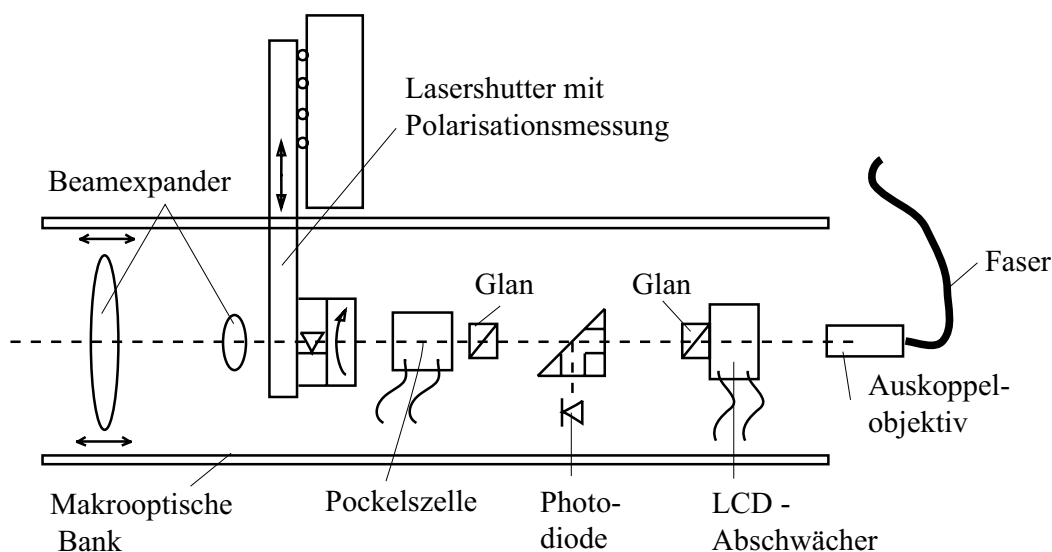 Lasershutter mit
Polarisationsmessung
Beamexpander
Faser
Glan
Glan
Auskoppel-
objektiv
Makrooptische
Bank
Pockelszelle
Photo-
diode
LCD -
Abschwächer